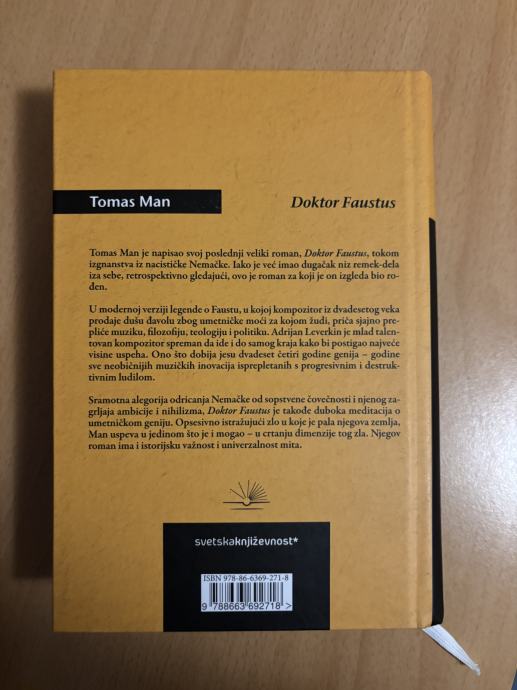 Tomas Man
Doktor Faustus
Tomas Man je napisao svoj poslednji veliki roman, Doktor Faustus, tokom
izgnanstva iz nacističke Nemačke. Iako je već imao dugačak niz remek-dela
iza sebe, retrospektivno gledajući, ovo je roman za koji je on izgleda bio ro-
đen.
U modernoj verziji legende o Faustu, u kojoj kompozitor iz dvadesetog veka
prodaje dušu đavolu zbog umetničke moći za kojom žudi, priča sjajno pre-
pliće muziku, filozofiju, teologiju i politiku. Adrijan Leverkin je mlad talen-
tovan kompozitor spreman da ide i do samog kraja kako bi postigao najveće
visine uspeha. Ono što dobija jesu dvadeset četiri godine genija – godine
sve neobičnijih muzičkih inovacija isprepletanih s progresivnim i destruk-
tivnim ludilom.
Sramotna alegorija odricanja Nemačke od sopstvene čovečnosti i njenog za-
grljaja ambicije i nihilizma, Doktor Faustus je takođe duboka meditacija o
umetničkom geniju. Opsesivno istražujući zlo u koje je pala njegova zemlja,
Man uspeva u jedinom što je i mogao – u crtanju dimenzije tog zla. Njegov
roman ima i istorijsku važnost i univerzalnost mita.
svetskaknjiževnost*
ISBN 978-86-6369-271-8
9 788663 692718 >